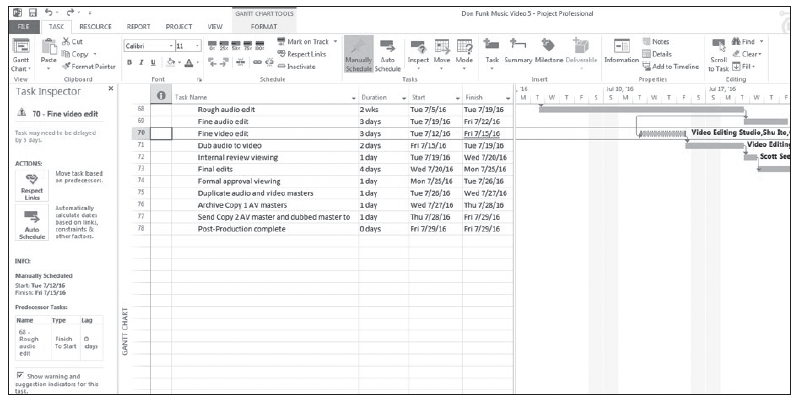 GANTT CHART TOOLS
Don Funk Music Video 5 - Project Professional
FILE TASK RESOURCE REPORT PROJECT VIEW FORMAT
Gantt Chart
View
Paste
Cut
Copy
Format Painter
Clipboard
Calibri 11
B I U
Font
Mark on Track
Respect Links
Inactivate
Schedule
Manually Schedule
Auto Schedule
Inspect Move Mode
Tasks
Task Summary Milestone Deliverable
Insert
Information
Notes
Details
Add to Timeline
Properties
Scroll to Task
Find
Clear
Fill
Editing
Task Inspector
70 - Fine video edit
Task may need to be delayed
by 5 days.
ACTIONS:
Respect Links
Move task based
on predecessors.
Auto Schedule
Automatically
calculate dates
based on links,
constraints &
other factors.
INFO:
Manually Scheduled
Start: Tue 7/12/16
Finish: Fri 7/15/16
Predecessor Tasks:
Name Type Lag
68 - Rough audio edit Finish To Start 0 days
Show warning and
suggestion indicators for this
task.
GANTT CHART
Task Name Duration Start Finish
68 Rough audio edit 2 wks Tue 7/5/16 Tue 7/19/16
69 Fine audio edit 3 days Tue 7/19/16 Fri 7/22/16
70 Fine video edit 3 days Tue 7/12/16 Fri 7/15/16
71 Dub audio to video 2 days Fri 7/15/16 Tue 7/19/16
72 Internal review viewing 1 day Tue 7/19/16 Wed 7/20/16
73 Final edits 4 days Wed 7/20/16 Mon 7/25/16
74 Formal approval viewing 1 day Mon 7/25/16 Tue 7/26/16
75 Duplicate audio and video masters 1 day Tue 7/26/16 Wed 7/27/16
76 Archive Copy 1 AV masters 1 day Wed 7/27/16 Thu 7/28/16
77 Send Copy 2 AV master and dubbed master to 1 day Thu 7/28/16 Fri 7/29/16
78 Post-Production complete 0 days Fri 7/29/16 Fri 7/29/16
, '16 Jul 10, '16 Jul 17, '16
M T W T F S S M T W T F S S M T W T F
Video Editing Studio,Shu Ito,
Video Editing
Scott See